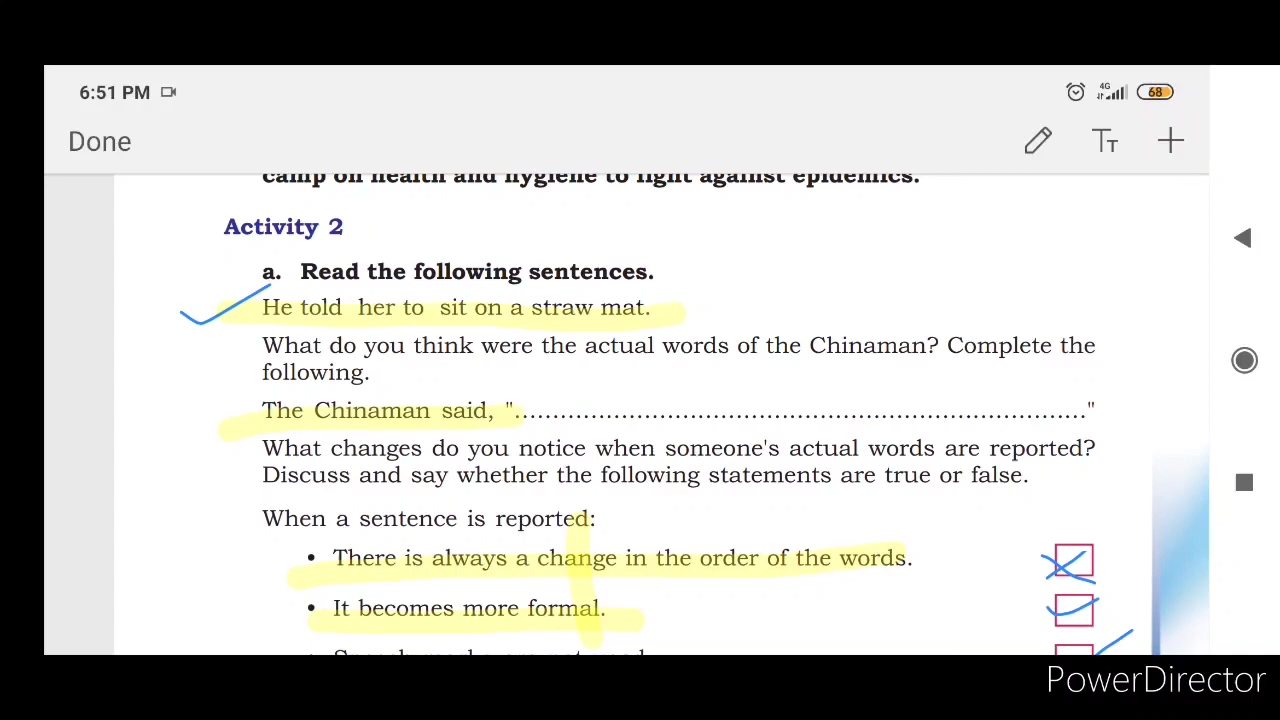 6:51 PM
4G
68
Done
camp on health and hygiene to fight against epidemics.
Activity 2
a. Read the following sentences.
He told her to sit on a straw mat.
What do you think were the actual words of the Chinaman? Complete the
following.
The Chinaman said, "..........................................................................."
What changes do you notice when someone's actual words are reported?
Discuss and say whether the following statements are true or false.
When a sentence is reported:
• There is always a change in the order of the words.
• It becomes more formal.
PowerDirector